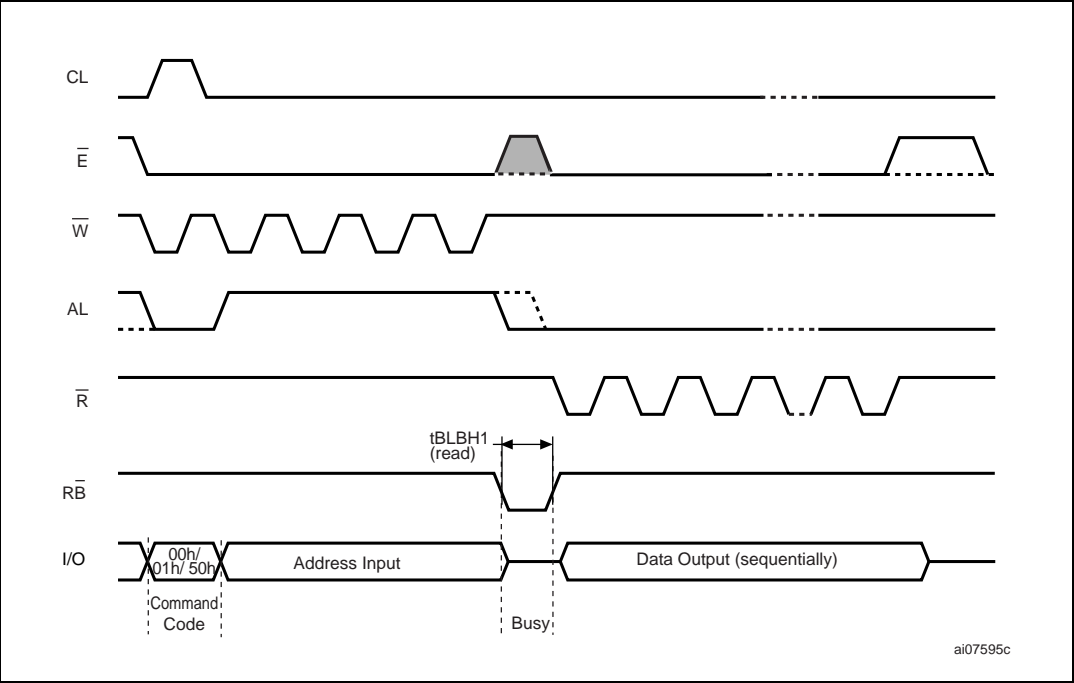 CL
E̅
W̅
AL
R̅
tBLBH1
(read)
RB̅
I/O
00h/
01h/ 50h
Address Input
Data Output (sequentially)
Command
Code
Busy
ai07595c